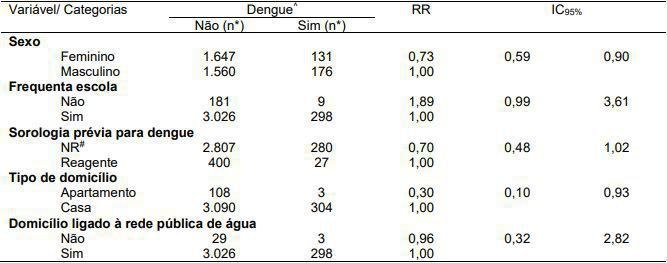 Variável/ Categorias Dengue^ RR IC95%
Não (n*) Sim (n*)
Sexo
Feminino 1.647 131 0,73 0,59 0,90
Masculino 1.560 176 1,00
Frequenta escola
Não 181 9 1,89 0,99 3,61
Sim 3.026 298 1,00
Sorologia prévia para dengue
NR# 2.807 280 0,70 0,48 1,02
Reagente 400 27 1,00
Tipo de domicílio
Apartamento 108 3 0,30 0,10 0,93
Casa 3.090 304 1,00
Domicílio ligado à rede pública de água
Não 29 3 0,96 0,32 2,82
Sim 3.026 298 1,00